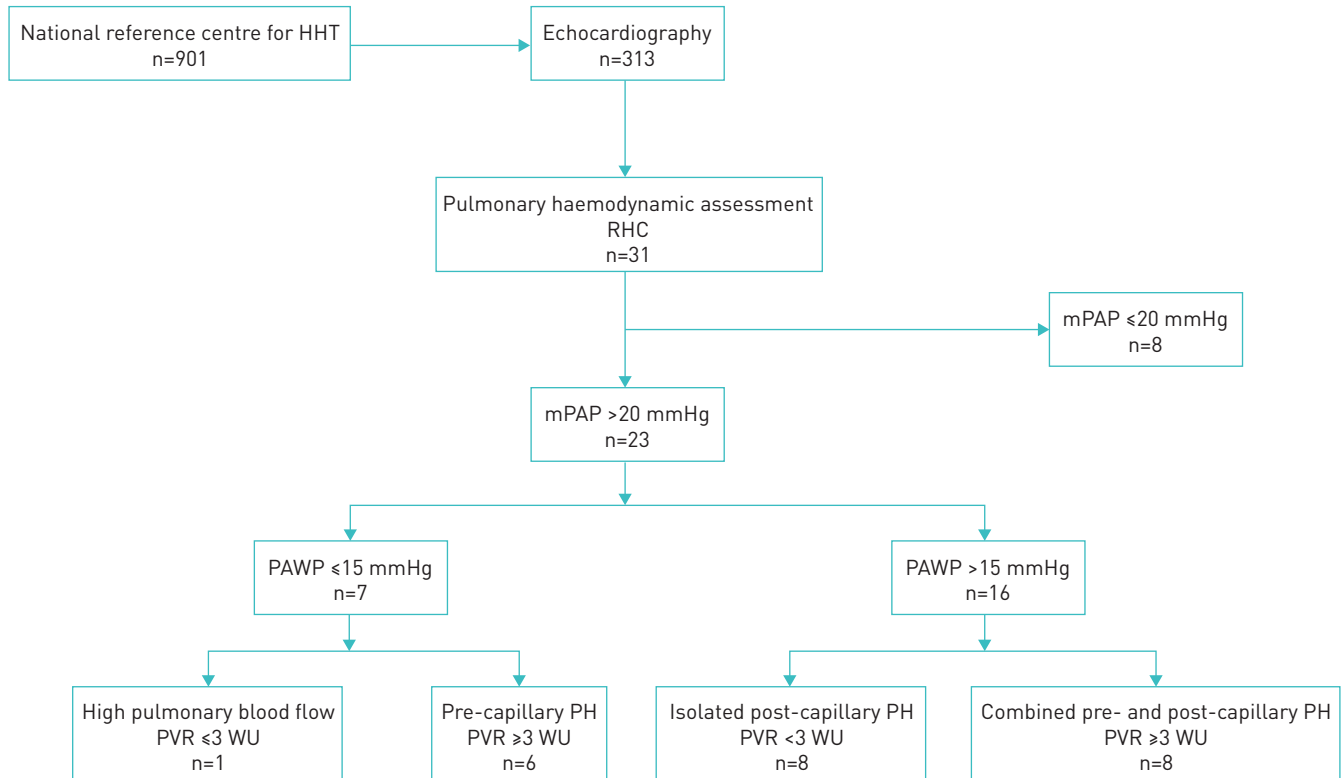 National reference centre for HHT
n=901
Echocardiography
n=313
Pulmonary haemodynamic assessment
RHC
n=31
mPAP ⩽20 mmHg
n=8
mPAP >20 mmHg
n=23
PAWP ⩽15 mmHg
n=7
PAWP >15 mmHg
n=16
High pulmonary blood flow
PVR ⩽3 WU
n=1
Pre-capillary PH
PVR ⩾3 WU
n=6
Isolated post-capillary PH
PVR <3 WU
n=8
Combined pre- and post-capillary PH
PVR ⩾3 WU
n=8